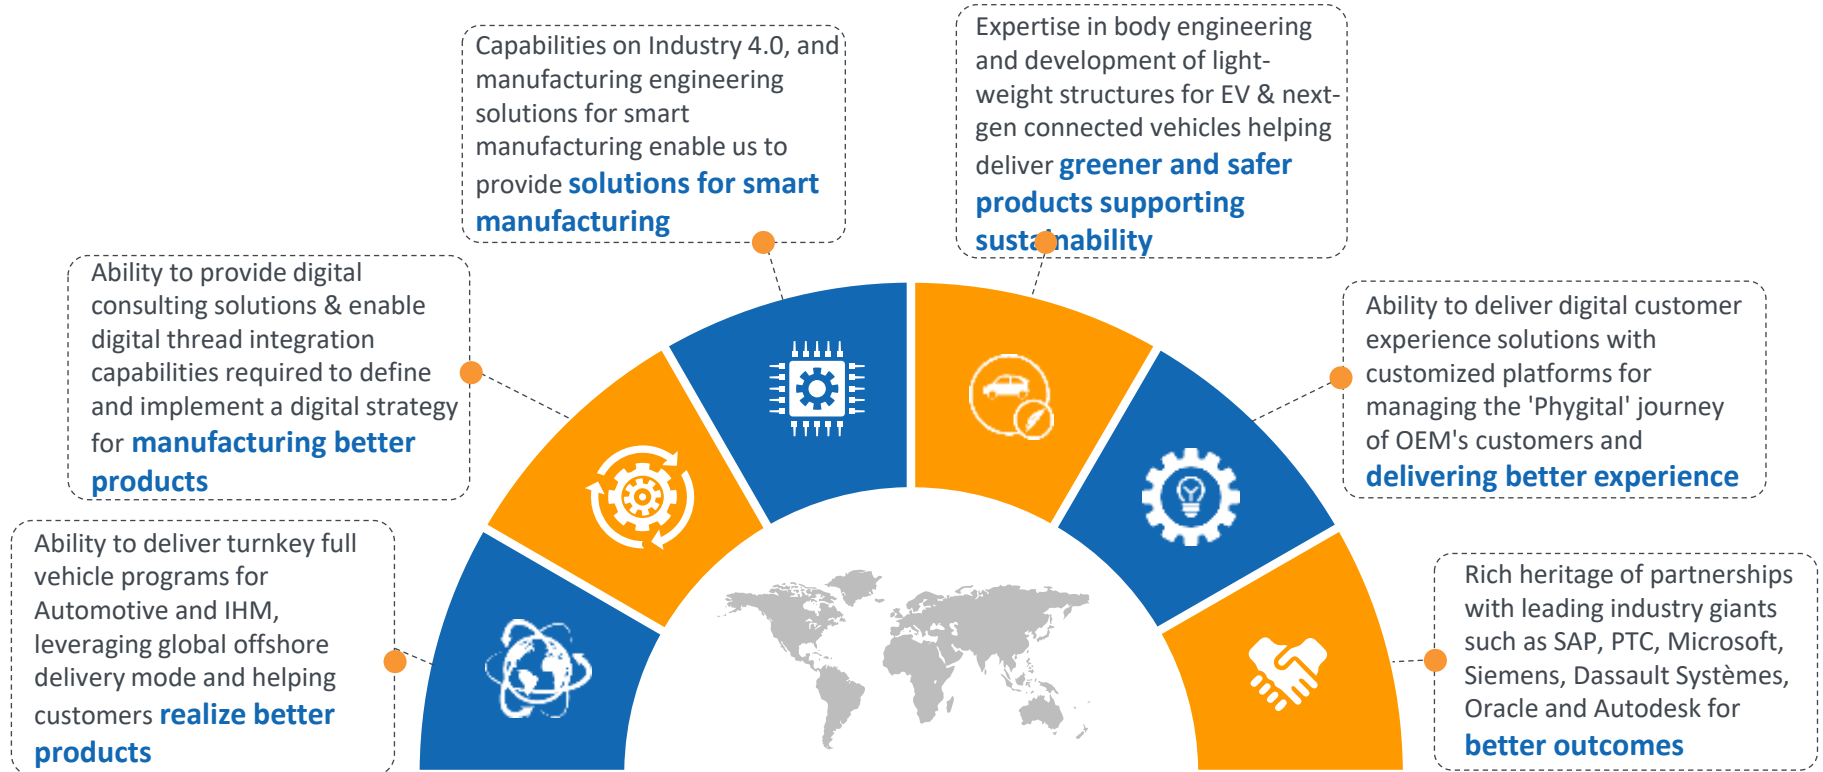 Capabilities on Industry 4.0, and
manufacturing engineering
solutions for smart
manufacturing enable us to
provide solutions for smart
manufacturing
Expertise in body engineering
and development of light-
weight structures for EV & next-
gen connected vehicles helping
deliver greener and safer
products supporting
sustainability
Ability to provide digital
consulting solutions & enable
digital thread integration
capabilities required to define
and implement a digital strategy
for manufacturing better
products
Ability to deliver digital customer
experience solutions with
customized platforms for
managing the 'Phygital' journey
of OEM's customers and
delivering better experience
Ability to deliver turnkey full
vehicle programs for
Automotive and IHM,
leveraging global offshore
delivery mode and helping
customers realize better
products
Rich heritage of partnerships
with leading industry giants
such as SAP, PTC, Microsoft,
Siemens, Dassault Systèmes,
Oracle and Autodesk for
better outcomes